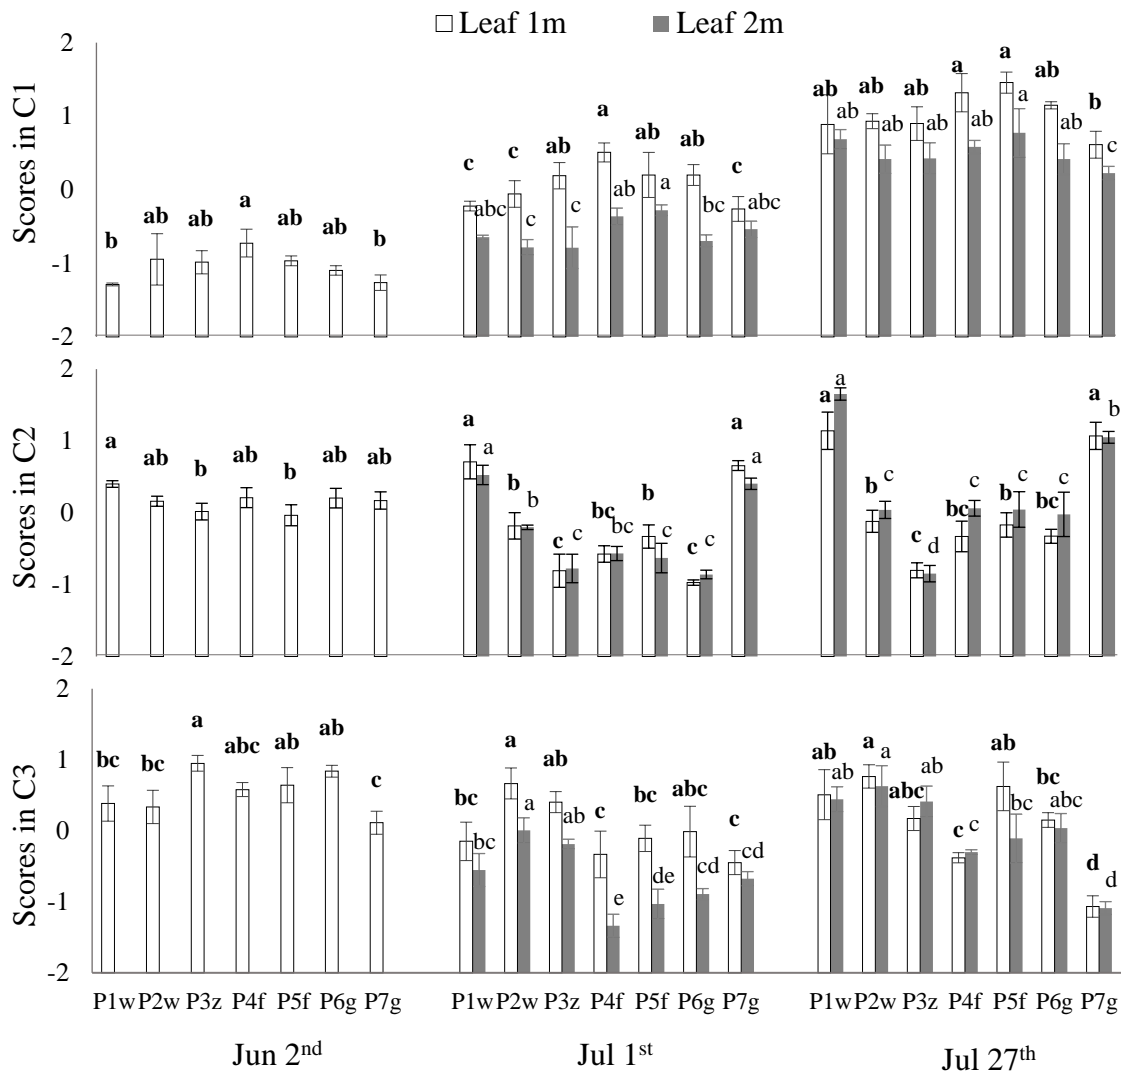 Leaf 1m Leaf 2m
Scores in C1
2
1
0
-1
-2
b ab ab a ab ab b
c c ab a ab ab c
abc c c ab a bc abc
ab ab ab a a ab b
ab ab ab ab a ab c
Scores in C2
2
1
0
-1
-2
a ab b ab b ab ab
a b c bc b c a
a b c bc c c a
a b c bc b bc a
a c d c c c b
Scores in C3
2
1
0
-1
-2
bc bc a abc ab ab c
bc a ab c bc abc c
bc a ab e de cd cd
ab a abc c ab bc d
ab a ab c bc abc d
P1w P2w P3z P4f P5f P6g P7g P1w P2w P3z P4f P5f P6g P7g P1w P2w P3z P4f P5f P6g P7g
Jun 2nd Jul 1st Jul 27th